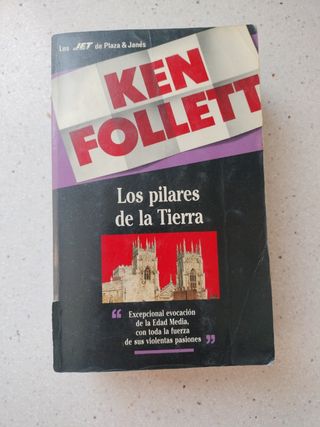 Los JET de Plaza & Janés
KEN
FOLLETT
Los pilares
de la Tierra
“ Excepcional evocación
de la Edad Media,
con toda la fuerza
de sus violentas pasiones ”